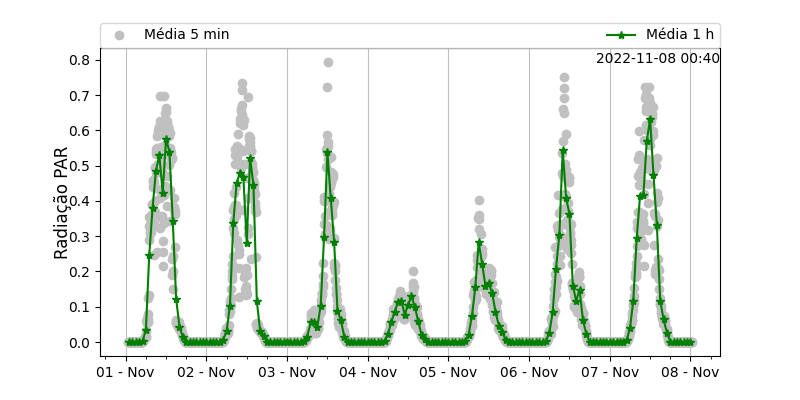 Média 5 min
Média 1 h
2022-11-08 00:40
Radiação PAR
0.8
0.7
0.6
0.5
0.4
0.3
0.2
0.1
0.0
01 - Nov
02 - Nov
03 - Nov
04 - Nov
05 - Nov
06 - Nov
07 - Nov
08 - Nov